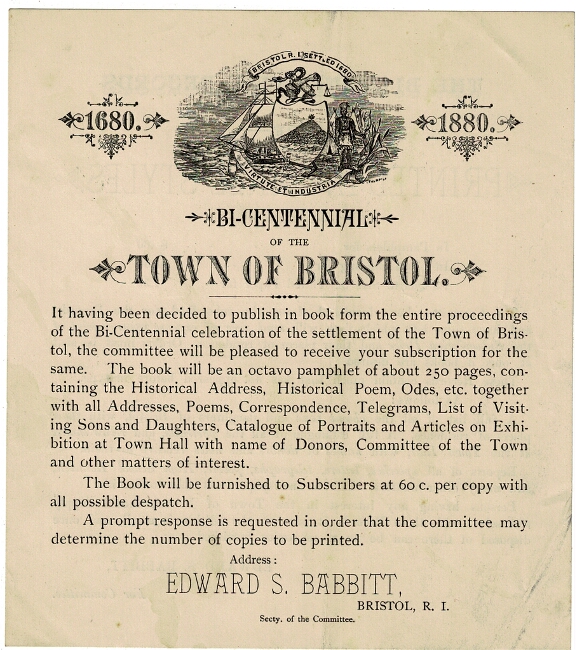 BRISTOL R. I. SETTLED 1680
1680.
1880.
VIRTUTE ET INDUSTRIA
BI-CENTENNIAL
OF THE
TOWN OF BRISTOL.
It having been decided to publish in book form the entire proceedings
of the Bi-Centennial celebration of the settlement of the Town of Bris-
tol, the committee will be pleased to receive your subscription for the
same. The book will be an octavo pamphlet of about 250 pages, con-
taining the Historical Address, Historical Poem, Odes, etc. together
with all Addresses, Poems, Correspondence, Telegrams, List of Visit-
ing Sons and Daughters, Catalogue of Portraits and Articles on Exhi-
bition at Town Hall with name of Donors, Committee of the Town
and other matters of interest.
The Book will be furnished to Subscribers at 60 c. per copy with
all possible despatch.
A prompt response is requested in order that the committee may
determine the number of copies to be printed.
Address:
EDWARD S. BABBITT,
BRISTOL, R. I.
Secty. of the Committee.